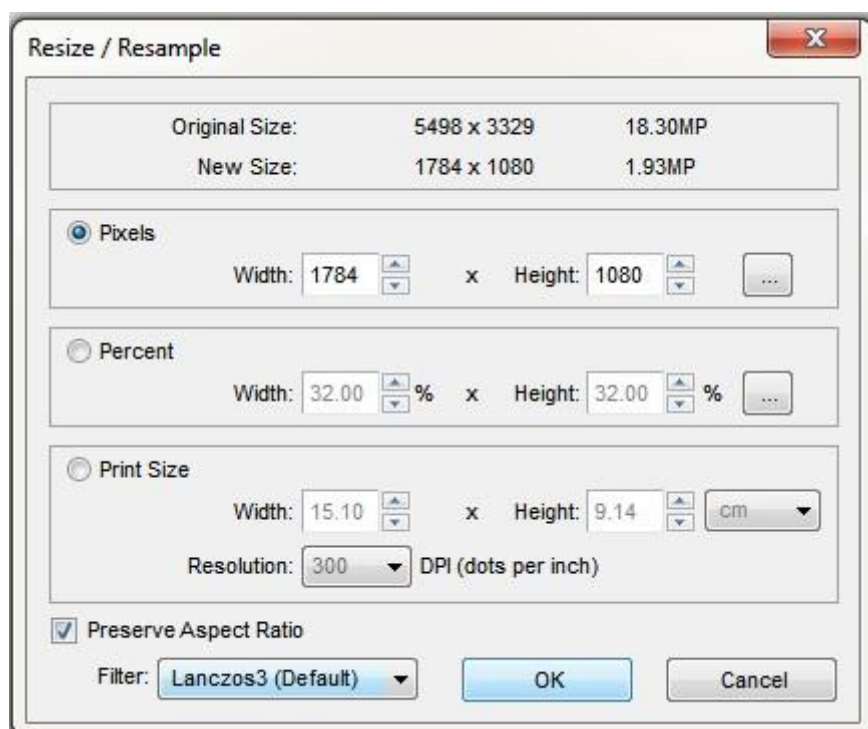 Resize / Resample
Original Size: 5498 x 3329 18.30MP
New Size: 1784 x 1080 1.93MP
Pixels
Width: 1784 x Height: 1080 ...
Percent
Width: 32.00 % x Height: 32.00 % ...
Print Size
Width: 15.10 x Height: 9.14 cm
Resolution: 300 DPI (dots per inch)
Preserve Aspect Ratio
Filter: Lanczos3 (Default) OK Cancel